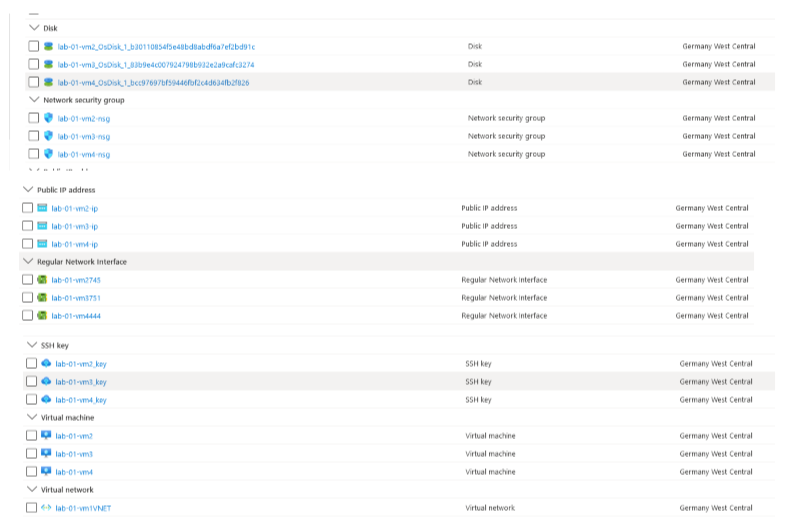 Disk
lab-01-vm2_OsDisk_1_b30110854f5e48bd8abdf6a7ef2bd91c Disk Germany West Central
lab-01-vm3_OsDisk_1_83b9e4c007924798b932e2a9cafc3274 Disk Germany West Central
lab-01-vm4_OsDisk_1_bcc97697bf59446fbf2c4d634fb2f826 Disk Germany West Central
Network security group
lab-01-vm2-nsg Network security group Germany West Central
lab-01-vm3-nsg Network security group Germany West Central
lab-01-vm4-nsg Network security group Germany West Central
Public IP address
lab-01-vm2-ip Public IP address Germany West Central
lab-01-vm3-ip Public IP address Germany West Central
lab-01-vm4-ip Public IP address Germany West Central
Regular Network Interface
lab-01-vm2745 Regular Network Interface Germany West Central
lab-01-vm3751 Regular Network Interface Germany West Central
lab-01-vm4444 Regular Network Interface Germany West Central
SSH key
lab-01-vm2_key SSH key Germany West Central
lab-01-vm3_key SSH key Germany West Central
lab-01-vm4_key SSH key Germany West Central
Virtual machine
lab-01-vm2 Virtual machine Germany West Central
lab-01-vm3 Virtual machine Germany West Central
lab-01-vm4 Virtual machine Germany West Central
Virtual network
lab-01-vm1VNET Virtual network Germany West Central